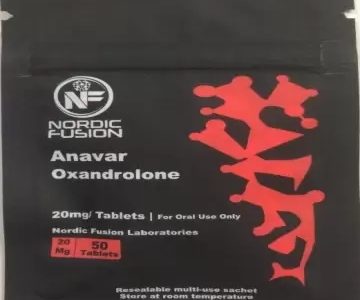 NF
NORDIC
FUSION
Anavar
Oxandrolone
20mg/ Tablets | For Oral Use Only
Nordic Fusion Laboratories
20 Mg 50 Tablets
Resealable multi-use sachet
Store at room temperature